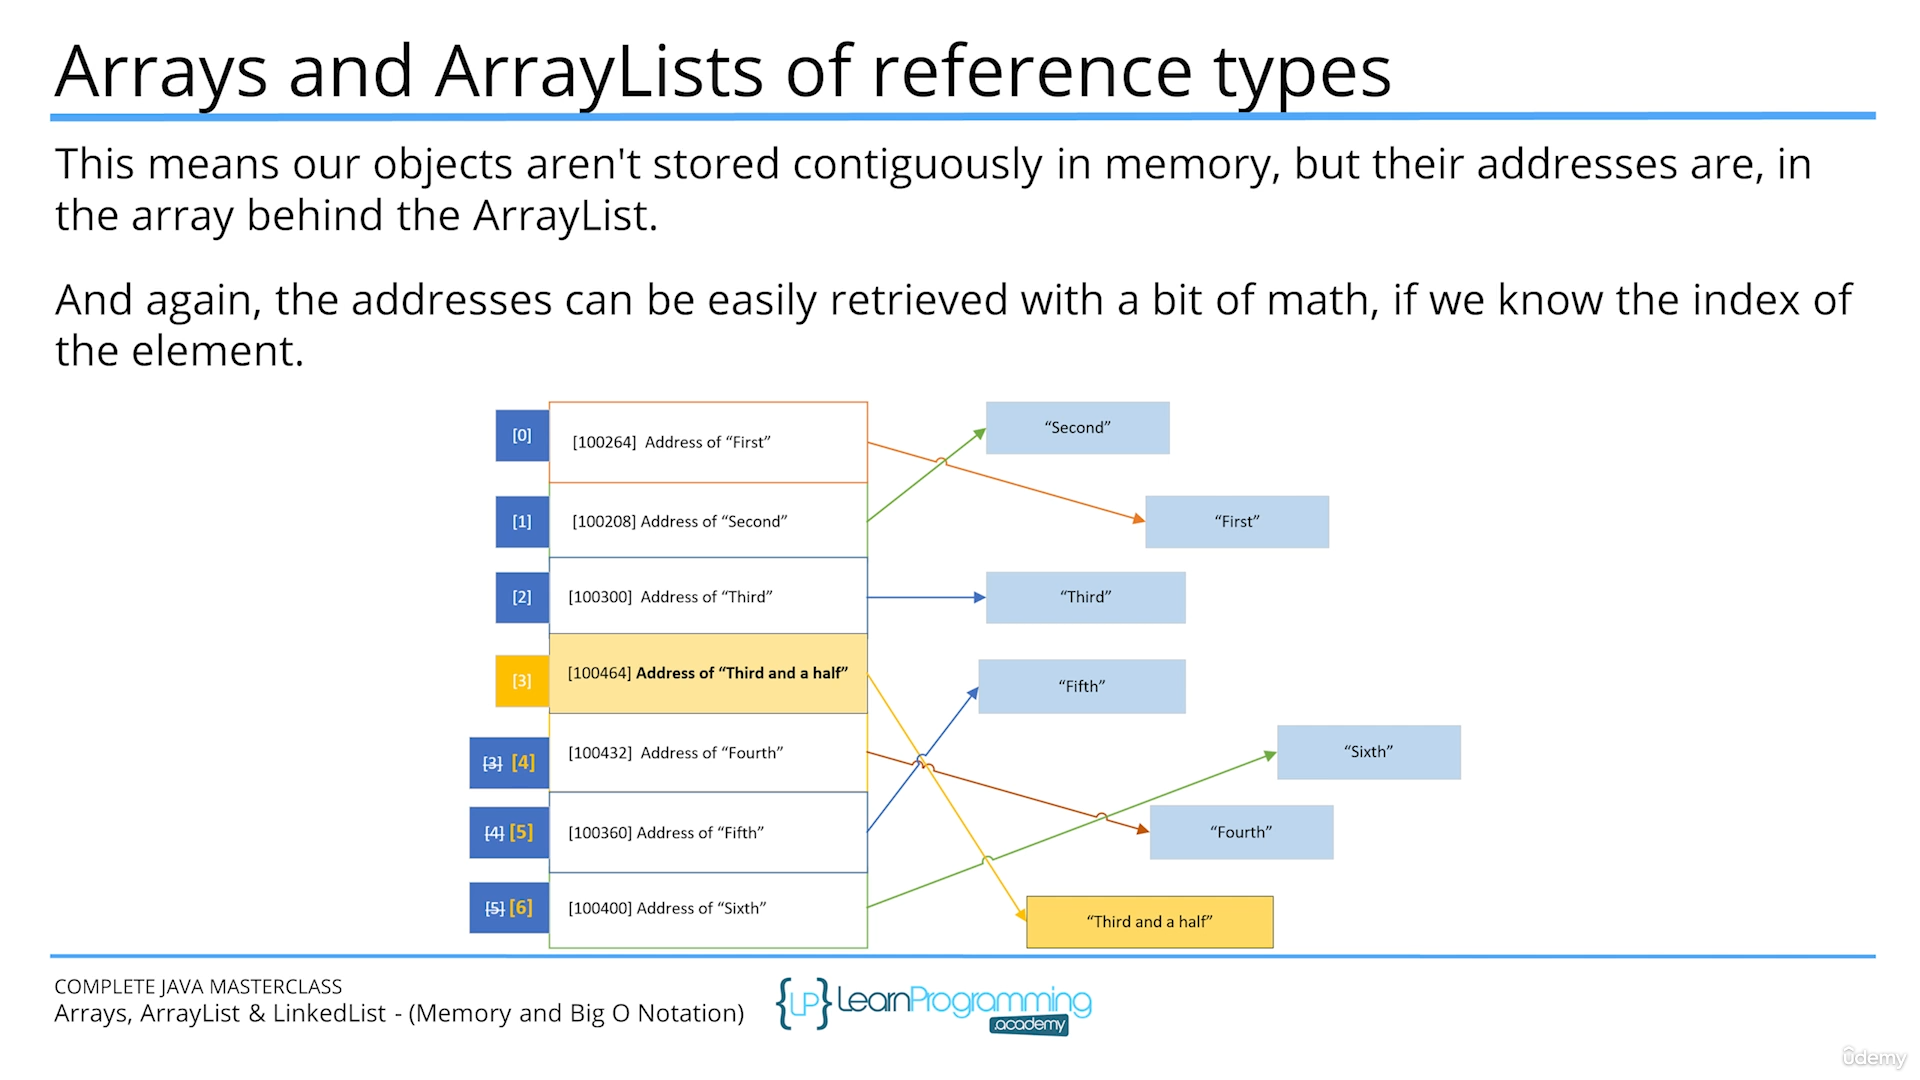 Arrays and ArrayLists of reference types
This means our objects aren't stored contiguously in memory, but their addresses are, in
the array behind the ArrayList.
And again, the addresses can be easily retrieved with a bit of math, if we know the index of
the element.
[0] [100264] Address of “First”
“Second”
[1] [100208] Address of “Second”
“First”
[2] [100300] Address of “Third”
“Third”
[3] [100464] Address of “Third and a half”
“Fifth”
[3] [4] [100432] Address of “Fourth”
“Sixth”
[4] [5] [100360] Address of “Fifth”
“Fourth”
[5] [6] [100400] Address of “Sixth”
“Third and a half”
COMPLETE JAVA MASTERCLASS
Arrays, ArrayList & LinkedList - (Memory and Big O Notation)
{LP} LearnProgramming
.academy
ûdemy